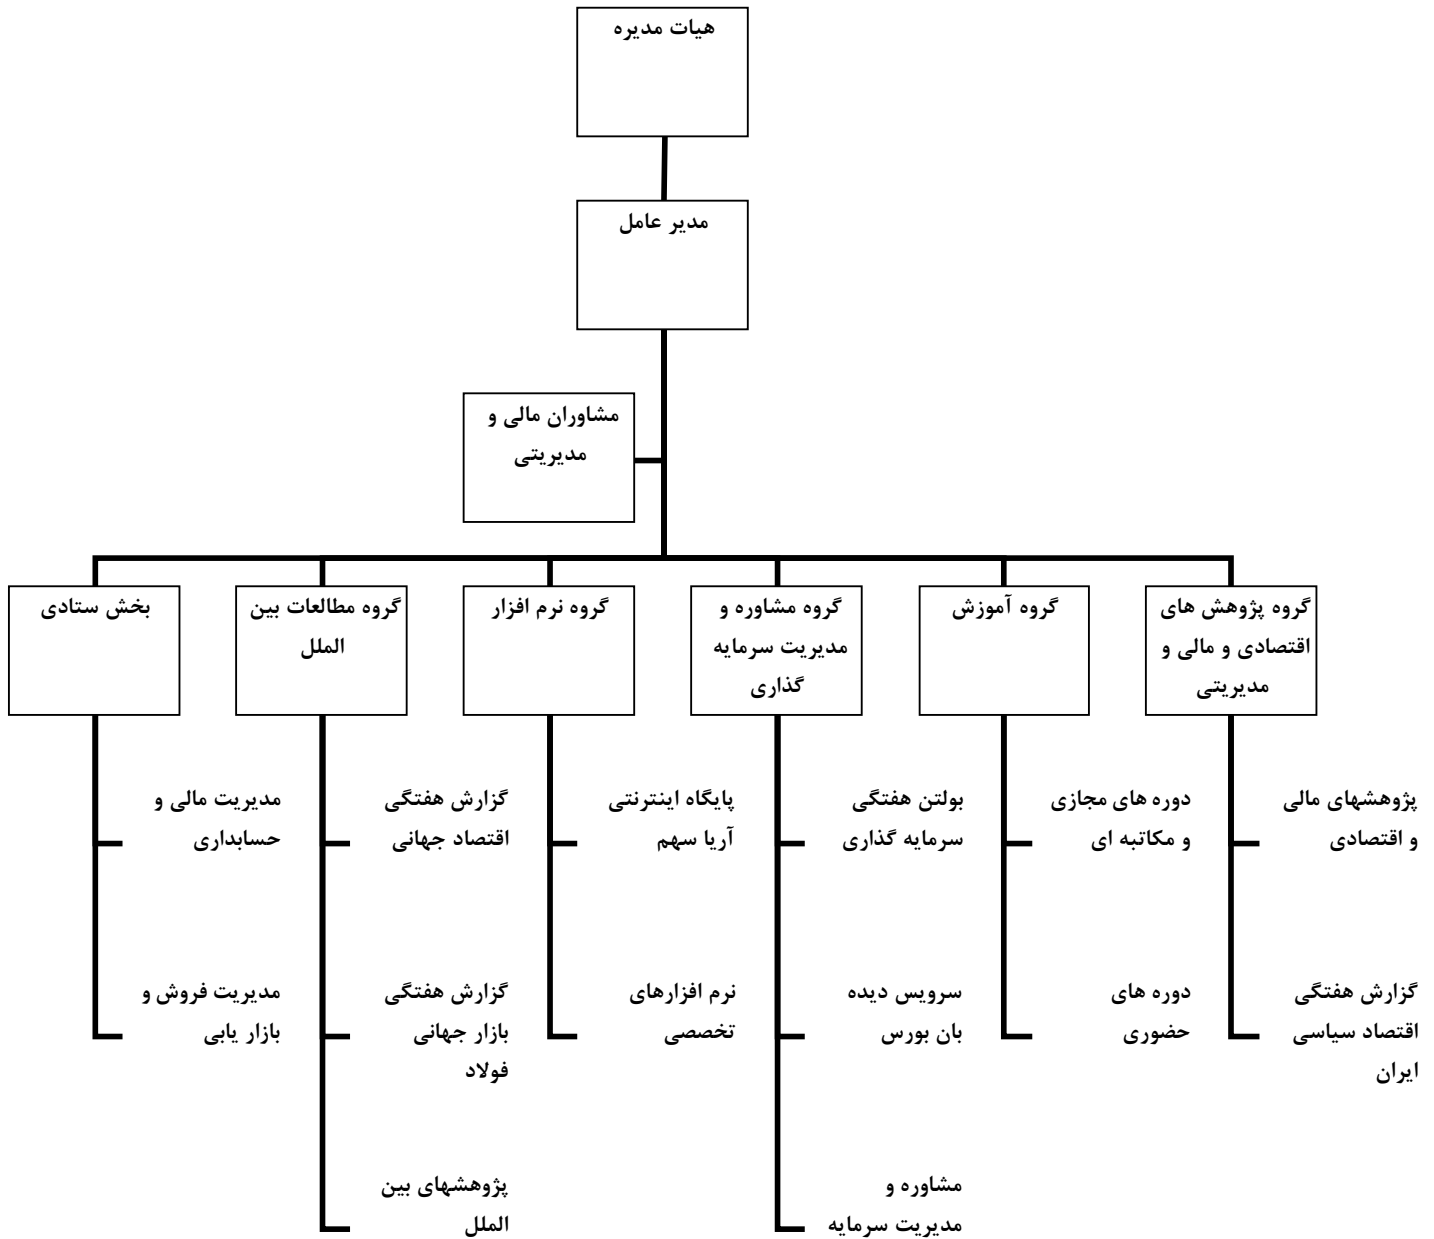 هیات مدیره
مدیر عامل
مشاوران مالی و
مدیریتی
گروه پژوهش های
اقتصادی و مالی و
مدیریتی
گروه آموزش
گروه مشاوره و
مدیریت سرمایه
گذاری
گروه نرم افزار
گروه مطالعات بین
الملل
بخش ستادی
پژوهشهای مالی
و اقتصادی
گزارش هفتگی
اقتصاد سیاسی
ایران
دوره های مجازی
و مکاتبه ای
دوره های
حضوری
بولتن هفتگی
سرمایه گذاری
سرویس دیده
بان بورس
مشاوره و
مدیریت سرمایه
پایگاه اینترنتی
آریا سهم
نرم افزارهای
تخصصی
گزارش هفتگی
اقتصاد جهانی
گزارش هفتگی
بازار جهانی
فولاد
پژوهشهای بین
الملل
مدیریت مالی و
حسابداری
مدیریت فروش و
بازار یابی